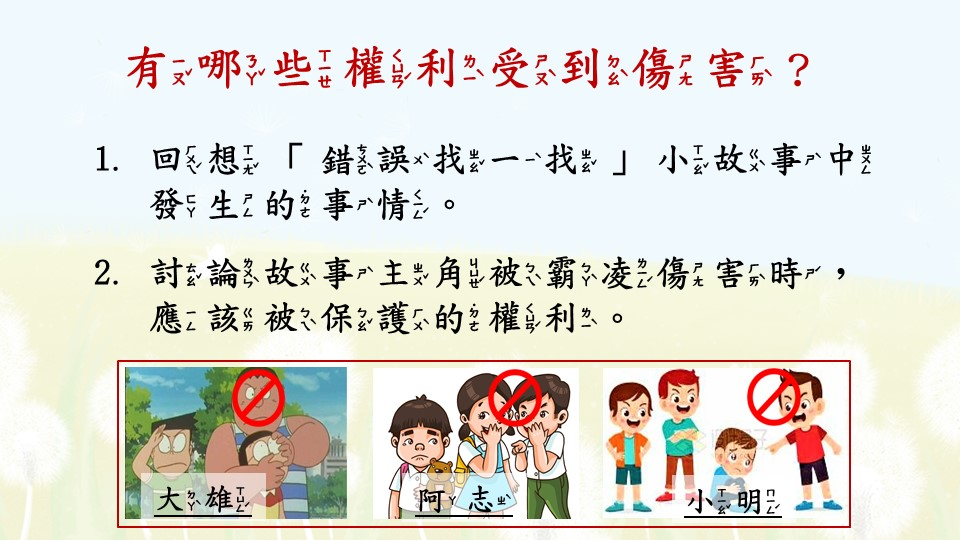 有哪些權利受到傷害？
1. 回想「錯誤找一找」小故事中
發生的事情。
2. 討論故事主角被霸凌傷害時，
應該被保護的權利。
大雄
阿志
小明